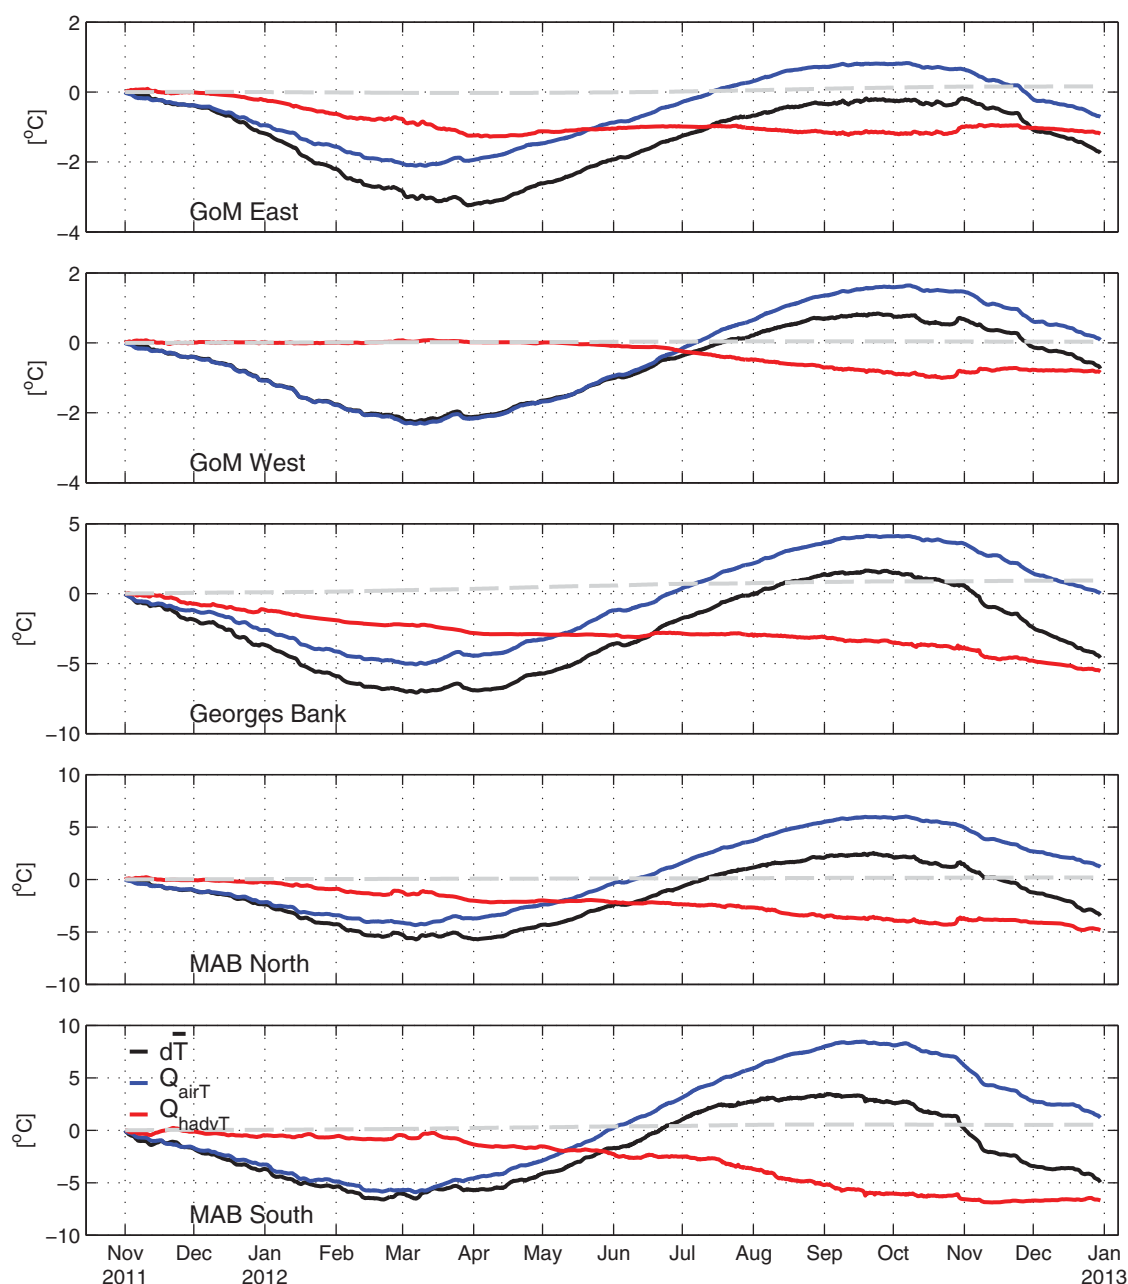 2
0
−2
−4
[°C]
GoM East
2
0
−2
−4
[°C]
GoM West
5
0
−5
−10
[°C]
Georges Bank
10
5
0
−5
−10
[°C]
MAB North
10
5
0
−5
−10
[°C]
dT̅
Q_airT
Q_hadvT
MAB South
Nov Dec Jan Feb Mar Apr May Jun Jul Aug Sep Oct Nov Dec Jan
2011 2012 2013